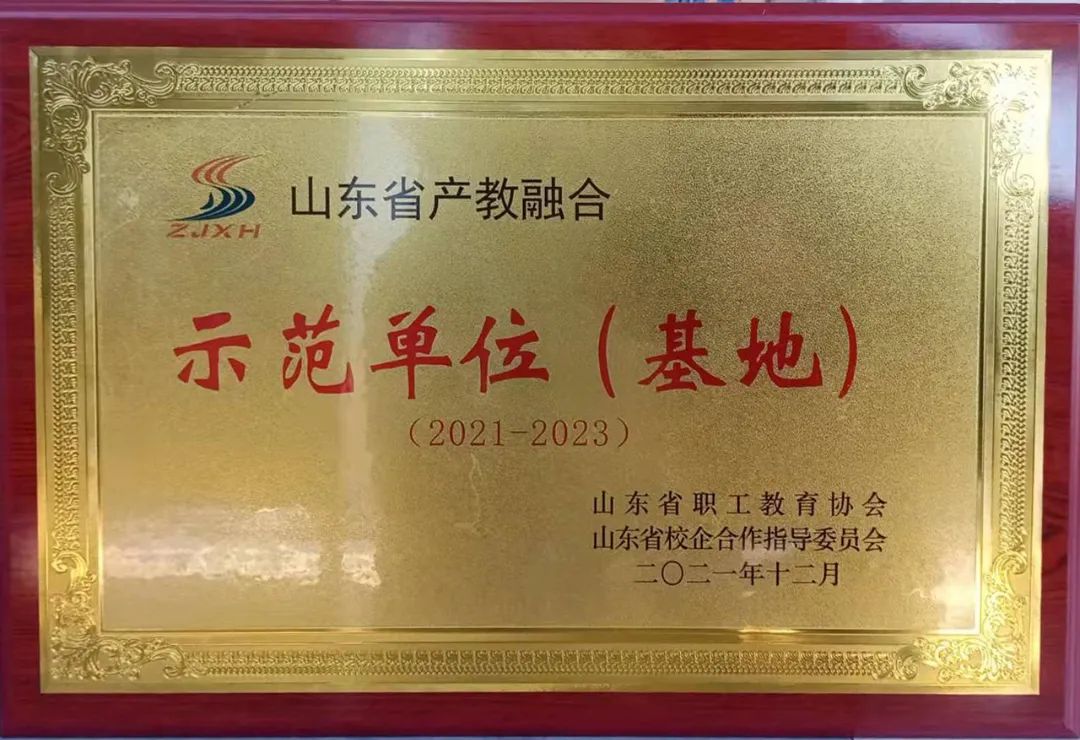 山东省产教融合
ZJXH
示范单位(基地)
(2021-2023)
山东省职工教育协会
山东省校企合作指导委员会
二〇二一年十二月